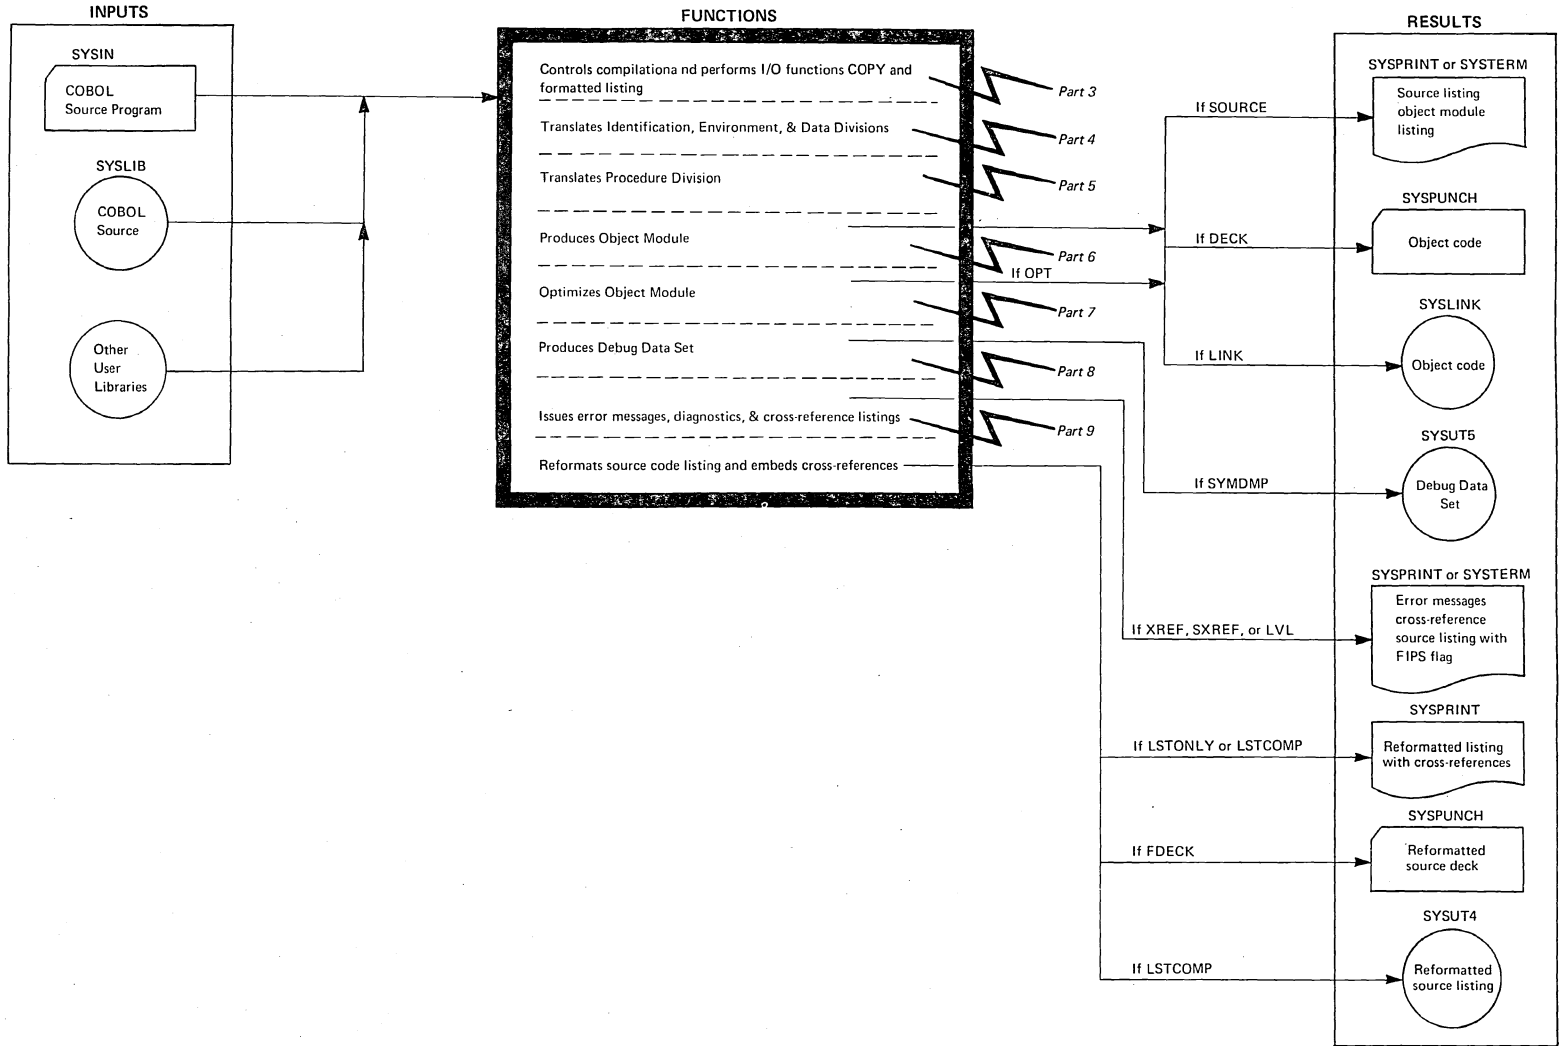 INPUTS
SYSIN
COBOL
Source Program
SYSLIB
COBOL
Source
Other
User
Libraries
FUNCTIONS
Controls compilationa nd performs I/O functions COPY and
formatted listing
Part 3
Translates Identification, Environment, & Data Divisions
Part 4
Translates Procedure Division
Part 5
Produces Object Module
Part 6
If OPT
Optimizes Object Module
Part 7
Produces Debug Data Set
Part 8
Issues error messages, diagnostics, & cross-reference listings
Part 9
Reformats source code listing and embeds cross-references
RESULTS
SYSPRINT or SYSTERM
If SOURCE
Source listing
object module
listing
SYSPUNCH
If DECK
Object code
SYSLINK
If LINK
Object code
SYSUT5
If SYMDMP
Debug Data
Set
SYSPRINT or SYSTERM
If XREF, SXREF, or LVL
Error messages
cross-reference
source listing with
FIPS flag
SYSPRINT
If LSTONLY or LSTCOMP
Reformatted listing
with cross-references
SYSPUNCH
If FDECK
Reformatted
source deck
SYSUT4
If LSTCOMP
Reformatted
source listing